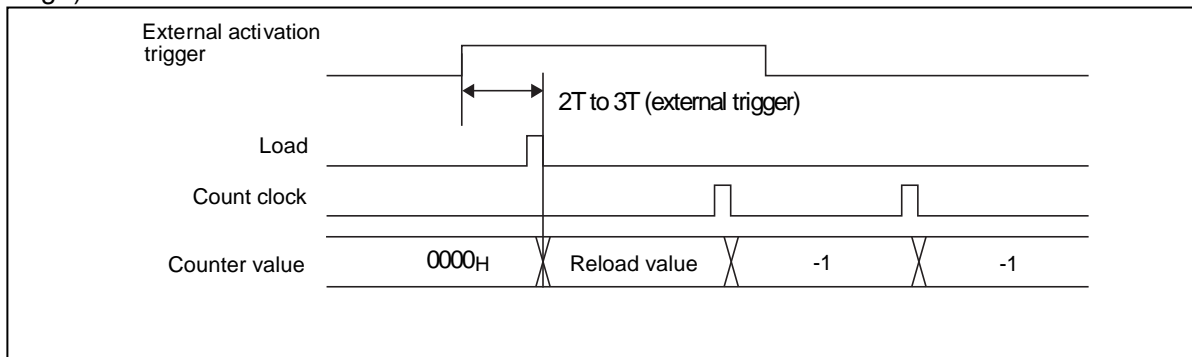 External activation
trigger
2T to 3T (external trigger)
Load
Count clock
Counter value 0000H Reload value -1 -1